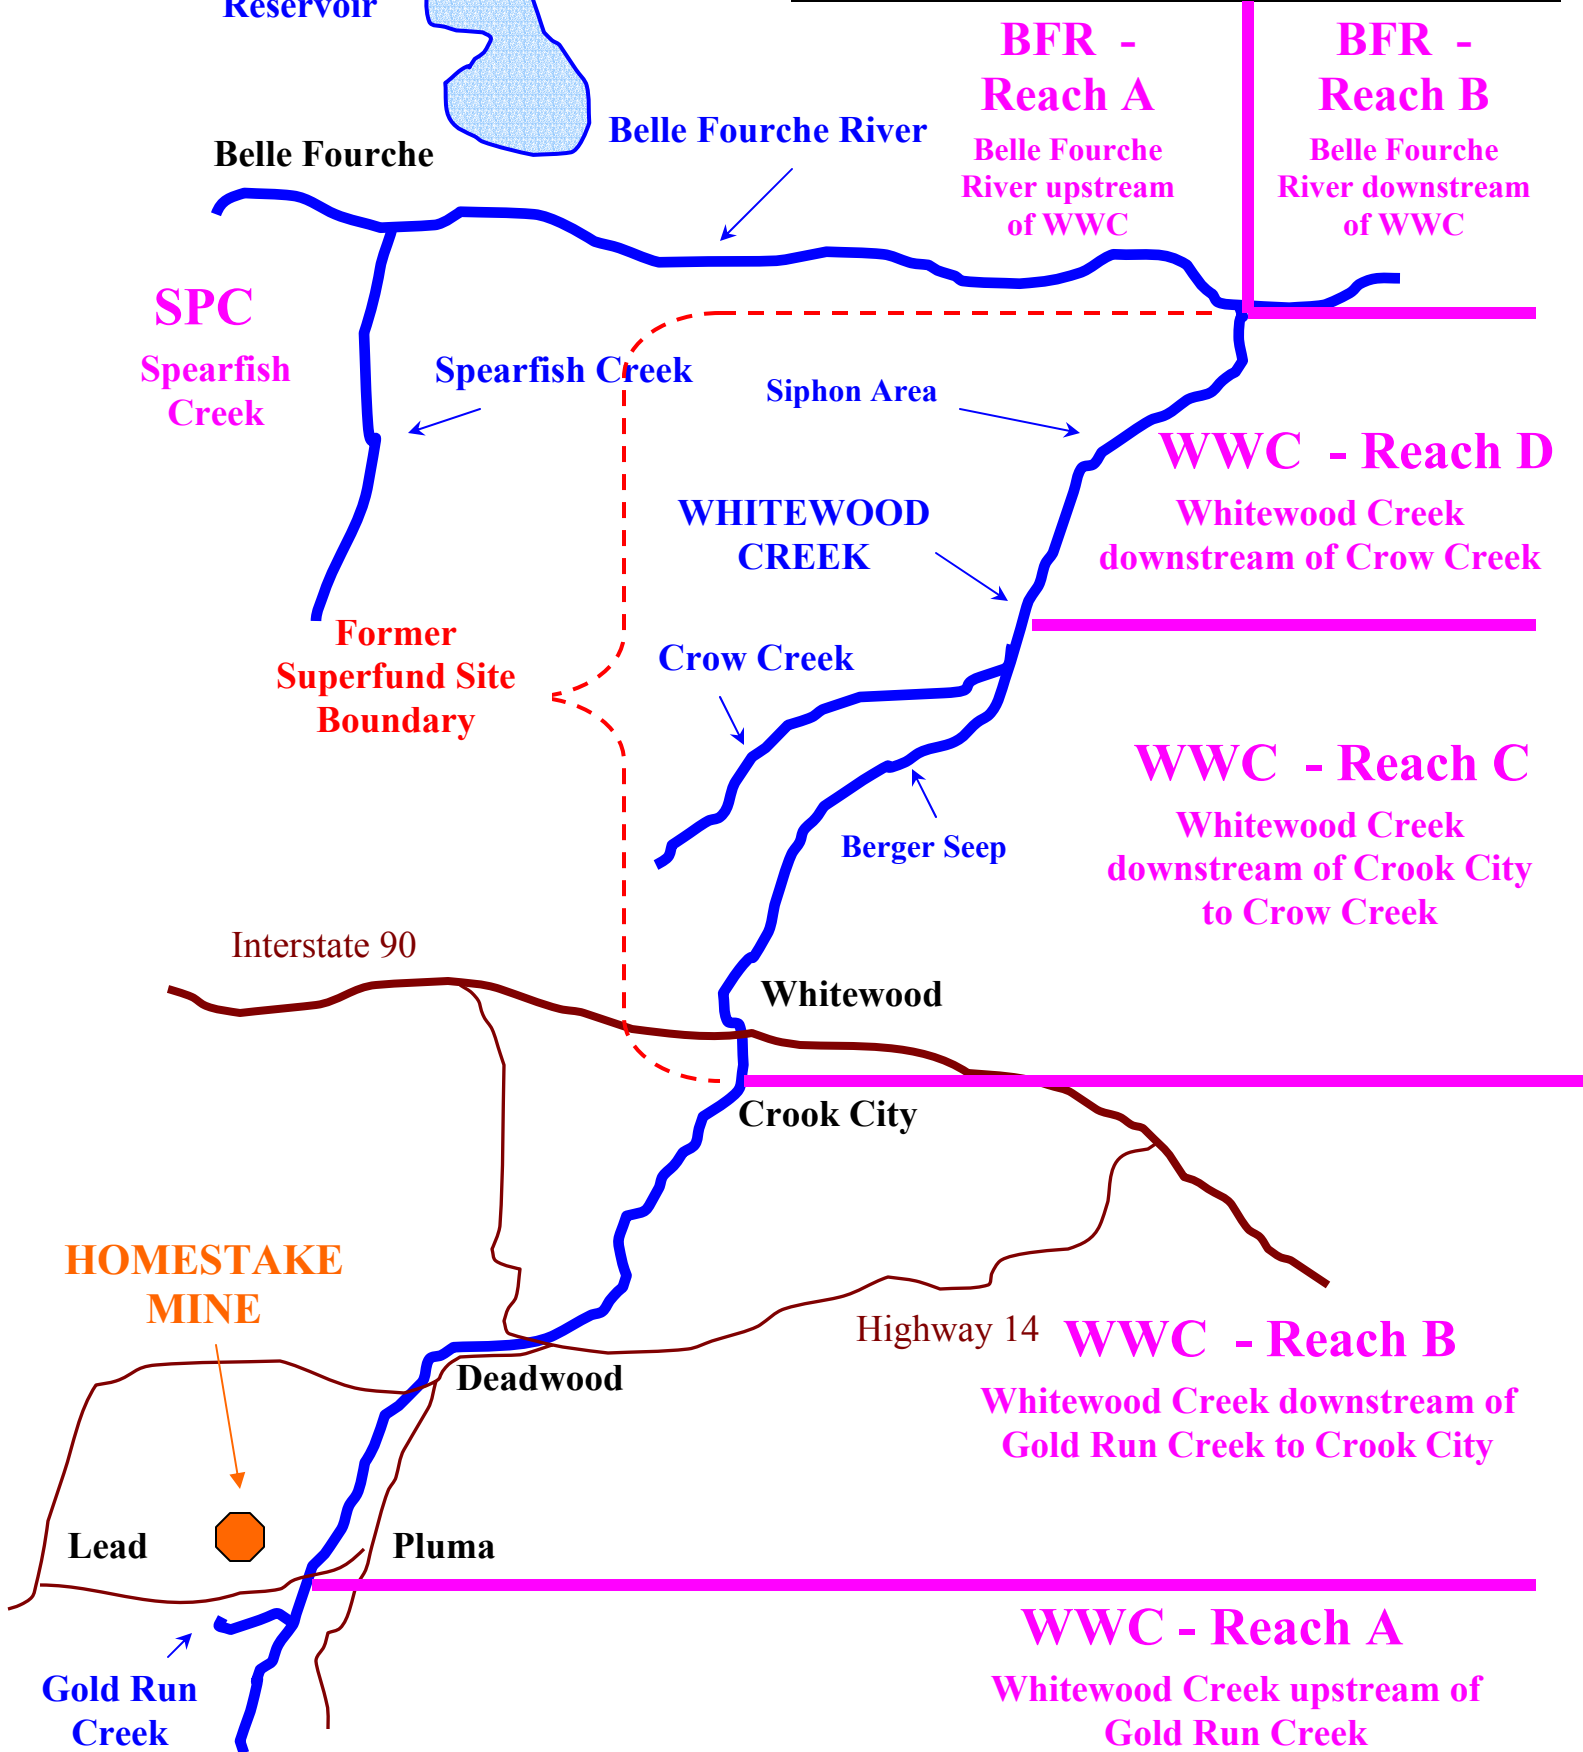 Reservoir
BFR -
Reach A
Belle Fourche
River upstream
of WWC
BFR -
Reach B
Belle Fourche
River downstream
of WWC
Belle Fourche River
Belle Fourche
SPC
Spearfish
Creek
Spearfish Creek
Siphon Area
WWC - Reach D
Whitewood Creek
downstream of Crow Creek
WHITEWOOD
CREEK
Former
Superfund Site
Boundary
Crow Creek
WWC - Reach C
Whitewood Creek
downstream of Crook City
to Crow Creek
Berger Seep
Interstate 90
Whitewood
Crook City
HOMESTAKE
MINE
Highway 14
WWC - Reach B
Whitewood Creek downstream of
Gold Run Creek to Crook City
Deadwood
Lead
Pluma
WWC - Reach A
Whitewood Creek upstream of
Gold Run Creek
Gold Run
Creek